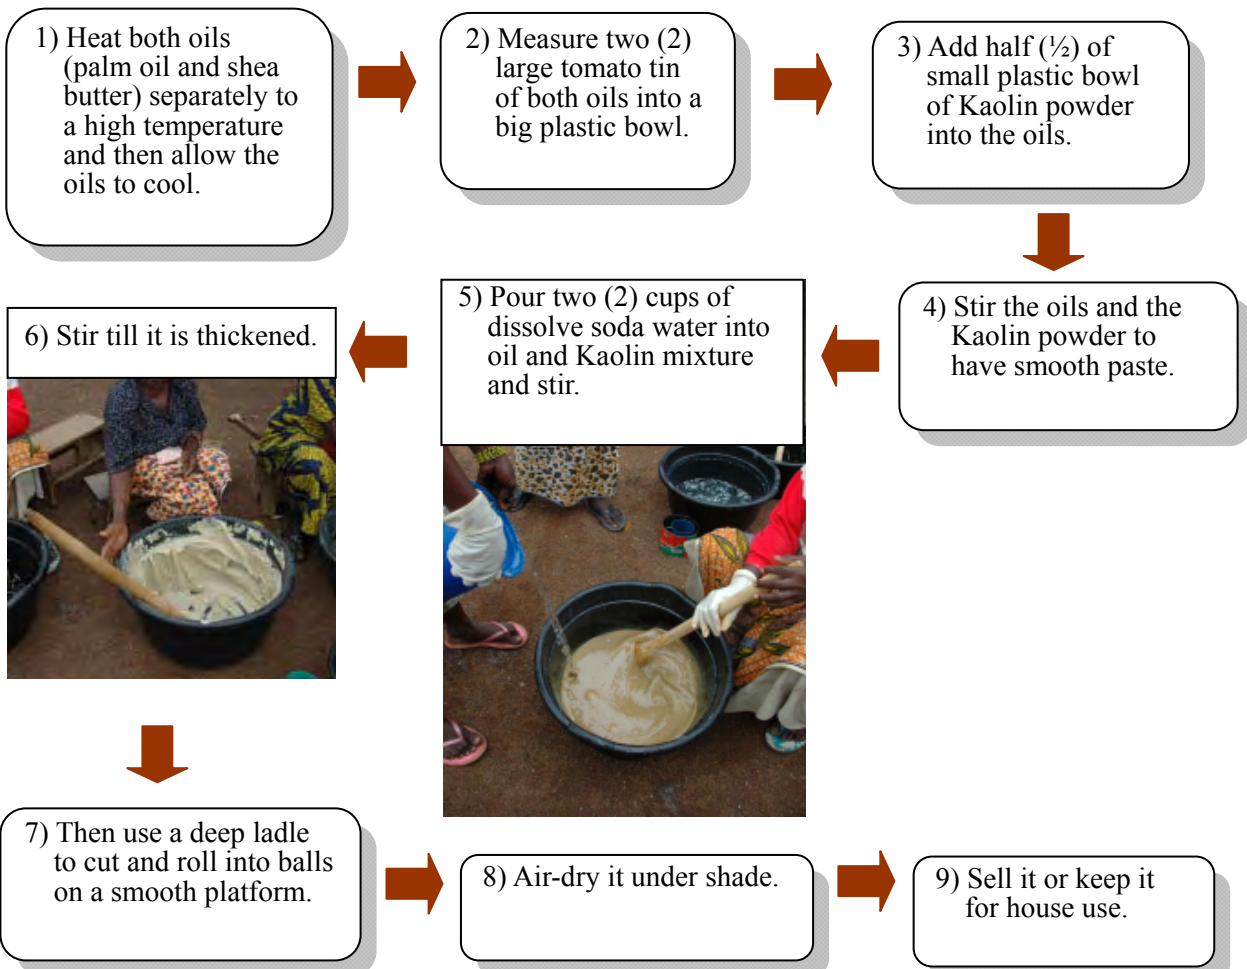 1) Heat both oils
(palm oil and shea
butter) separately to
a high temperature
and then allow the
oils to cool.
2) Measure two (2)
large tomato tin
of both oils into a
big plastic bowl.
3) Add half (½) of
small plastic bowl
of Kaolin powder
into the oils.
4) Stir the oils and the
Kaolin powder to
have smooth paste.
5) Pour two (2) cups of
dissolve soda water into
oil and Kaolin mixture
and stir.
6) Stir till it is thickened.
7) Then use a deep ladle
to cut and roll into balls
on a smooth platform.
8) Air-dry it under shade.
9) Sell it or keep it
for house use.